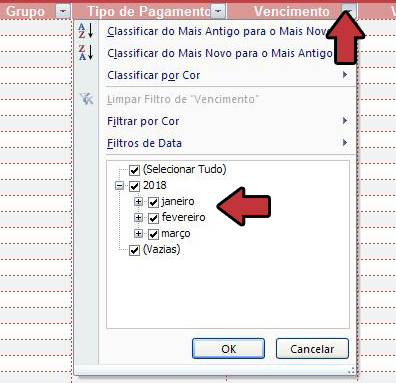 Grupo Tipo de Pagamento Vencimento
Classificar do Mais Antigo para o Mais Novo
Classificar do Mais Novo para o Mais Antigo
Classificar por Cor
Limpar Filtro de "Vencimento"
Filtrar por Cor
Filtros de Data
(Selecionar Tudo)
2018
janeiro
fevereiro
março
(Vazias)
OK Cancelar